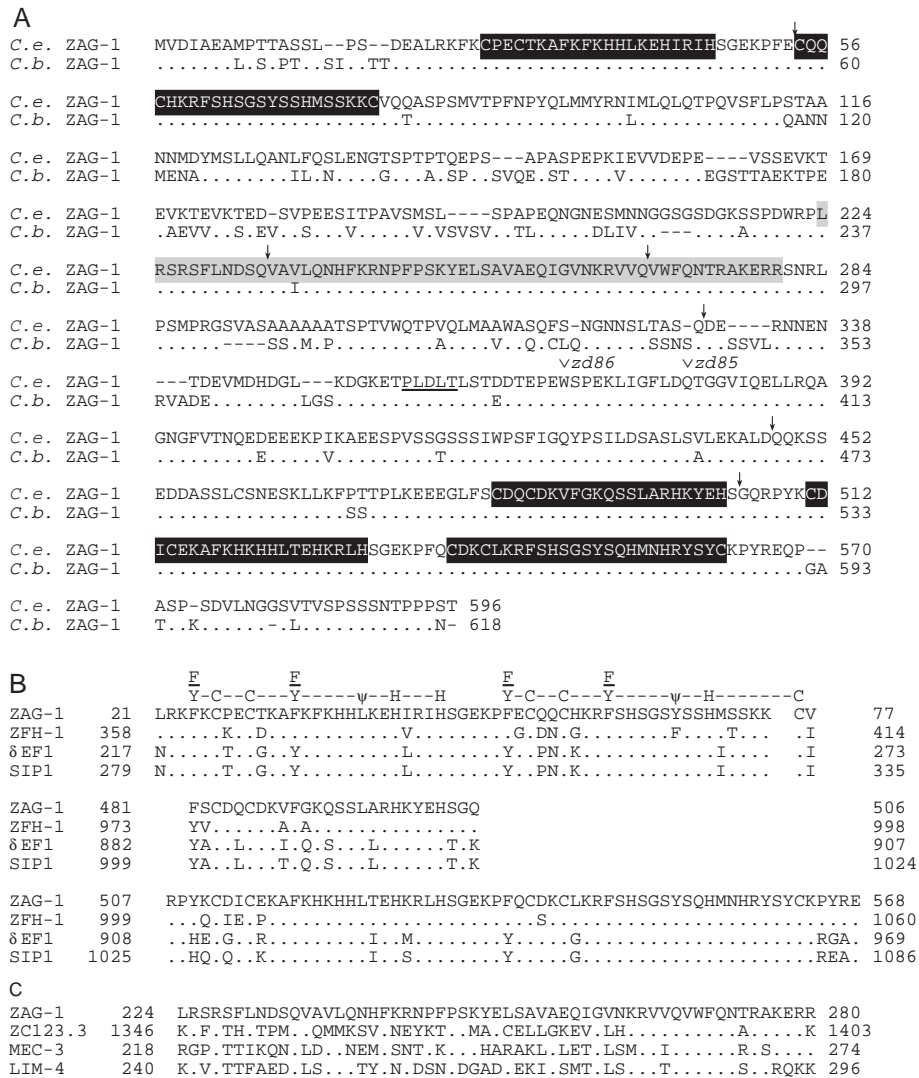 A
C.e. ZAG-1 MVDIAEAMPTTASSL--PS--DEALRKFKCPECTKAFKFKHHLKEHIRIHSGEKPFECQQ 56
C.b. ZAG-1 ......L.S.PT..SI..TT........................................ 60
C.e. ZAG-1 CHKRFSHSGSYSSHMSSKKCVQQASPSMVTPFNPYQLMMYRNIMLQLQTPQVSFLPSTAA 116
C.b. ZAG-1 ......................T...................L.............QANN 120
C.e. ZAG-1 NNMDYMSLLQANLFQSLENGTSPTPTQEPS---APASPEPKIEVVDEPE----VSSEVKT 169
C.b. ZAG-1 MENA........IL.N....G...A.SP..SVQE.ST....V.......EGSTTAEKTPE 180
C.e. ZAG-1 EVKTEVKTED-SVPEESITPAVSMSL----SPAPEQNGNESMNNGGSGSDGKSSPDWRPL 224
C.b. ZAG-1 .AEVV..S.EV..S....V.VSVSV..TL.....DLIV..---....A....... 237
C.e. ZAG-1 RSRSFLNDSQVAVLQNHFKRNPFPSKYELSAVAEQIGVNKRVVQVWFQNTRAKERRSNRL 284
C.b. ZAG-1 ............I............................................... 297
C.e. ZAG-1 PSMPRGSVASAAAAAATSPTVWQTPVQLMAAWASQFS-NGNNSLTAS-QDE----RNNEN 338
C.b. ZAG-1 ......----.SS.M.P.........A....V..Q.CLQ.....SSNS...SSVL..... 353
∨zd86 ∨zd85
C.e. ZAG-1 ---TDEVMDHDGL---KDGKETPLDLTLSTDDTEPEWSPEKLIGFLDQTGGVIQELLRQA 392
C.b. ZAG-1 RVADE........LGS..............E............................. 413
C.e. ZAG-1 GNGFVTNQEDEEEKPIKAEESPVSSGSSSIWPSFIGQYPSILDSASLSVLEKALDQQKSS 452
C.b. ZAG-1 .........E.....V.........T......................A........... 473
C.e. ZAG-1 EDDASSLCSNESKLLKFPTTPLKEEEGLFSCDQCDKVFGKQSSLARHKYEHSGQRPYKCD 512
C.b. ZAG-1 .................SS......................................... 533
C.e. ZAG-1 ICEKAFKHKHHLTEHKRLHSGEKPFQCDKCLKRFSHSGSYSQHMNHRYSYCKPYREQP-- 570
C.b. ZAG-1 ..........................................................GA 593
C.e. ZAG-1 ASP-SDVLNGGSVTVSPSSSNTPPPST 596
C.b. ZAG-1 T..K......-.L............N- 618
B
F F F F
Y-C--C---Y-----ψ--H---H Y-C--C---Y-----ψ--H-------C
ZAG-1 21 LRKFKCPECTKAFKFKHHLKEHIRIHSGEKPFECQQCHKRFSHSGSYSSHMSSKK CV 77
ZFH-1 358 ......K..D............V.........G.DN.G........F....T... .I 414
δEF1 217 N.....T..G..Y.........L........Y..PN.K.............I... .I 273
SIP1 279 N.....T..G..Y.........L........Y..PN.K.............I... .I 335
ZAG-1 481 FSCDQCDKVFGKQSSLARHKYEHSGQ 506
ZFH-1 973 YV......A.A............... 998
δEF1 882 YA..L...I.Q.S...L......T.K 907
SIP1 999 YA..L...T.Q.S...L......T.K 1024
ZAG-1 507 RPYKCDICEKAFKHKHHLTEHKRLHSGEKPFQCDKCLKRFSHSGSYSQHMNHRYSYCKPYRE 568
ZFH-1 999 ...Q.IE.P........................S............................ 1060
δEF1 908 ..HE.G..R.........I..M........Y.....G.......................RGA. 969
SIP1 1025 ..HQ.Q..K.........I..S........Y.....G.......................REA. 1086
C
ZAG-1 224 LRSRSFLNDSQVAVLQNHFKRNPFPSKYELSAVAEQIGVNKRVVQVWFQNTRAKERR 280
ZC123.3 1346 K.F.TH.TPM..QMMKSV.NEYKT..MA.CELLGKEV.LH..........A......K 1403
MEC-3 218 RGP.TTIKQN.LD..NEM.SNT.K...HARAKL.LET.LSM..I......R.S.... 274
LIM-4 240 K.V.TTFAED.LS...TY.N.DSN.DGAD.EKI.SMT.LS...T........S..RQKK 296